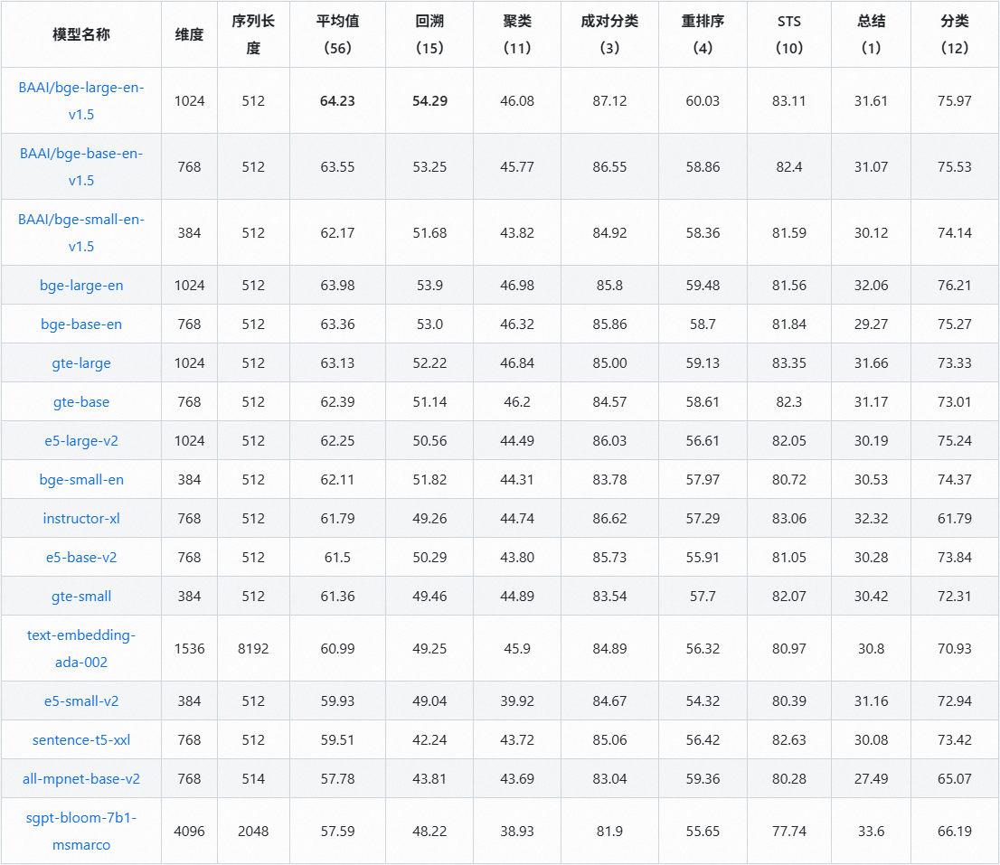 模型名称 维度 序列长度 平均值 (56) 回溯 (15) 聚类 (11) 成对分类 (3) 重排序 (4) STS (10) 总结 (1) 分类 (12)
BAAI/bge-large-en-v1.5 1024 512 64.23 54.29 46.08 87.12 60.03 83.11 31.61 75.97
BAAI/bge-base-en-v1.5 768 512 63.55 53.25 45.77 86.55 58.86 82.4 31.07 75.53
BAAI/bge-small-en-v1.5 384 512 62.17 51.68 43.82 84.92 58.36 81.59 30.12 74.14
bge-large-en 1024 512 63.98 53.9 46.98 85.8 59.48 81.56 32.06 76.21
bge-base-en 768 512 63.36 53.0 46.32 85.86 58.7 81.84 29.27 75.27
gte-large 1024 512 63.13 52.22 46.84 85.00 59.13 83.35 31.66 73.33
gte-base 768 512 62.39 51.14 46.2 84.57 58.61 82.3 31.17 73.01
e5-large-v2 1024 512 62.25 50.56 44.49 86.03 56.61 82.05 30.19 75.24
bge-small-en 384 512 62.11 51.82 44.31 83.78 57.97 80.72 30.53 74.37
instructor-xl 768 512 61.79 49.26 44.74 86.62 57.29 83.06 32.32 61.79
e5-base-v2 768 512 61.5 50.29 43.80 85.73 55.91 81.05 30.28 73.84
gte-small 384 512 61.36 49.46 44.89 83.54 57.7 82.07 30.42 72.31
text-embedding-ada-002 1536 8192 60.99 49.25 45.9 84.89 56.32 80.97 30.8 70.93
e5-small-v2 384 512 59.93 49.04 39.92 84.67 54.32 80.39 31.16 72.94
sentence-t5-xxl 768 512 59.51 42.24 43.72 85.06 56.42 82.63 30.08 73.42
all-mpnet-base-v2 768 514 57.78 43.81 43.69 83.04 59.36 80.28 27.49 65.07
sgpt-bloom-7b1-msmarco 4096 2048 57.59 48.22 38.93 81.9 55.65 77.74 33.6 66.19